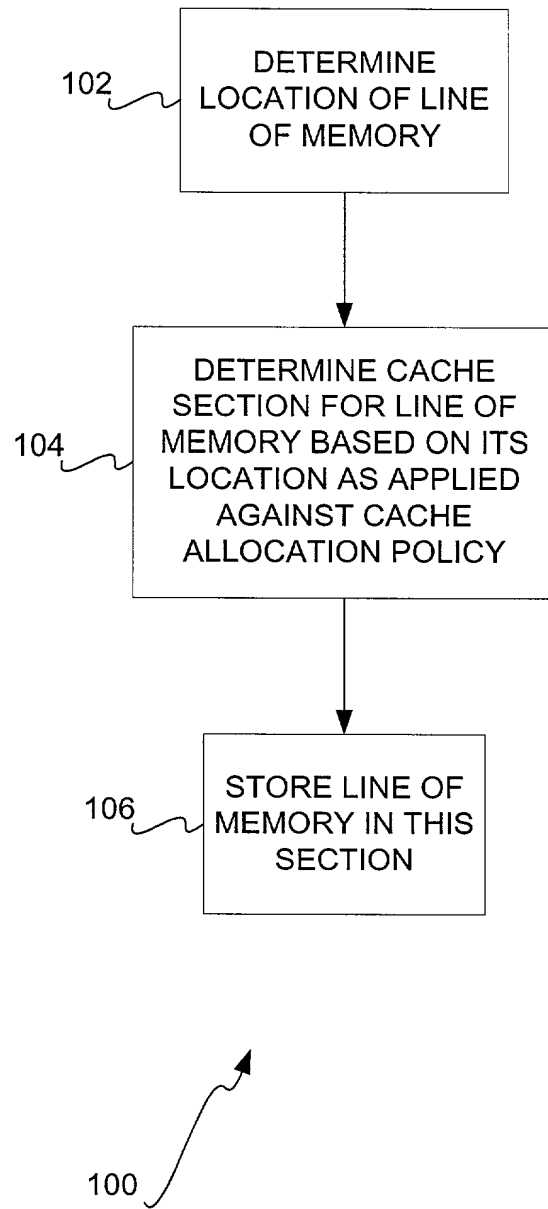 102
DETERMINE
LOCATION OF LINE
OF MEMORY
104
DETERMINE CACHE
SECTION FOR LINE OF
MEMORY BASED ON ITS
LOCATION AS APPLIED
AGAINST CACHE
ALLOCATION POLICY
106
STORE LINE OF
MEMORY IN THIS
SECTION
100